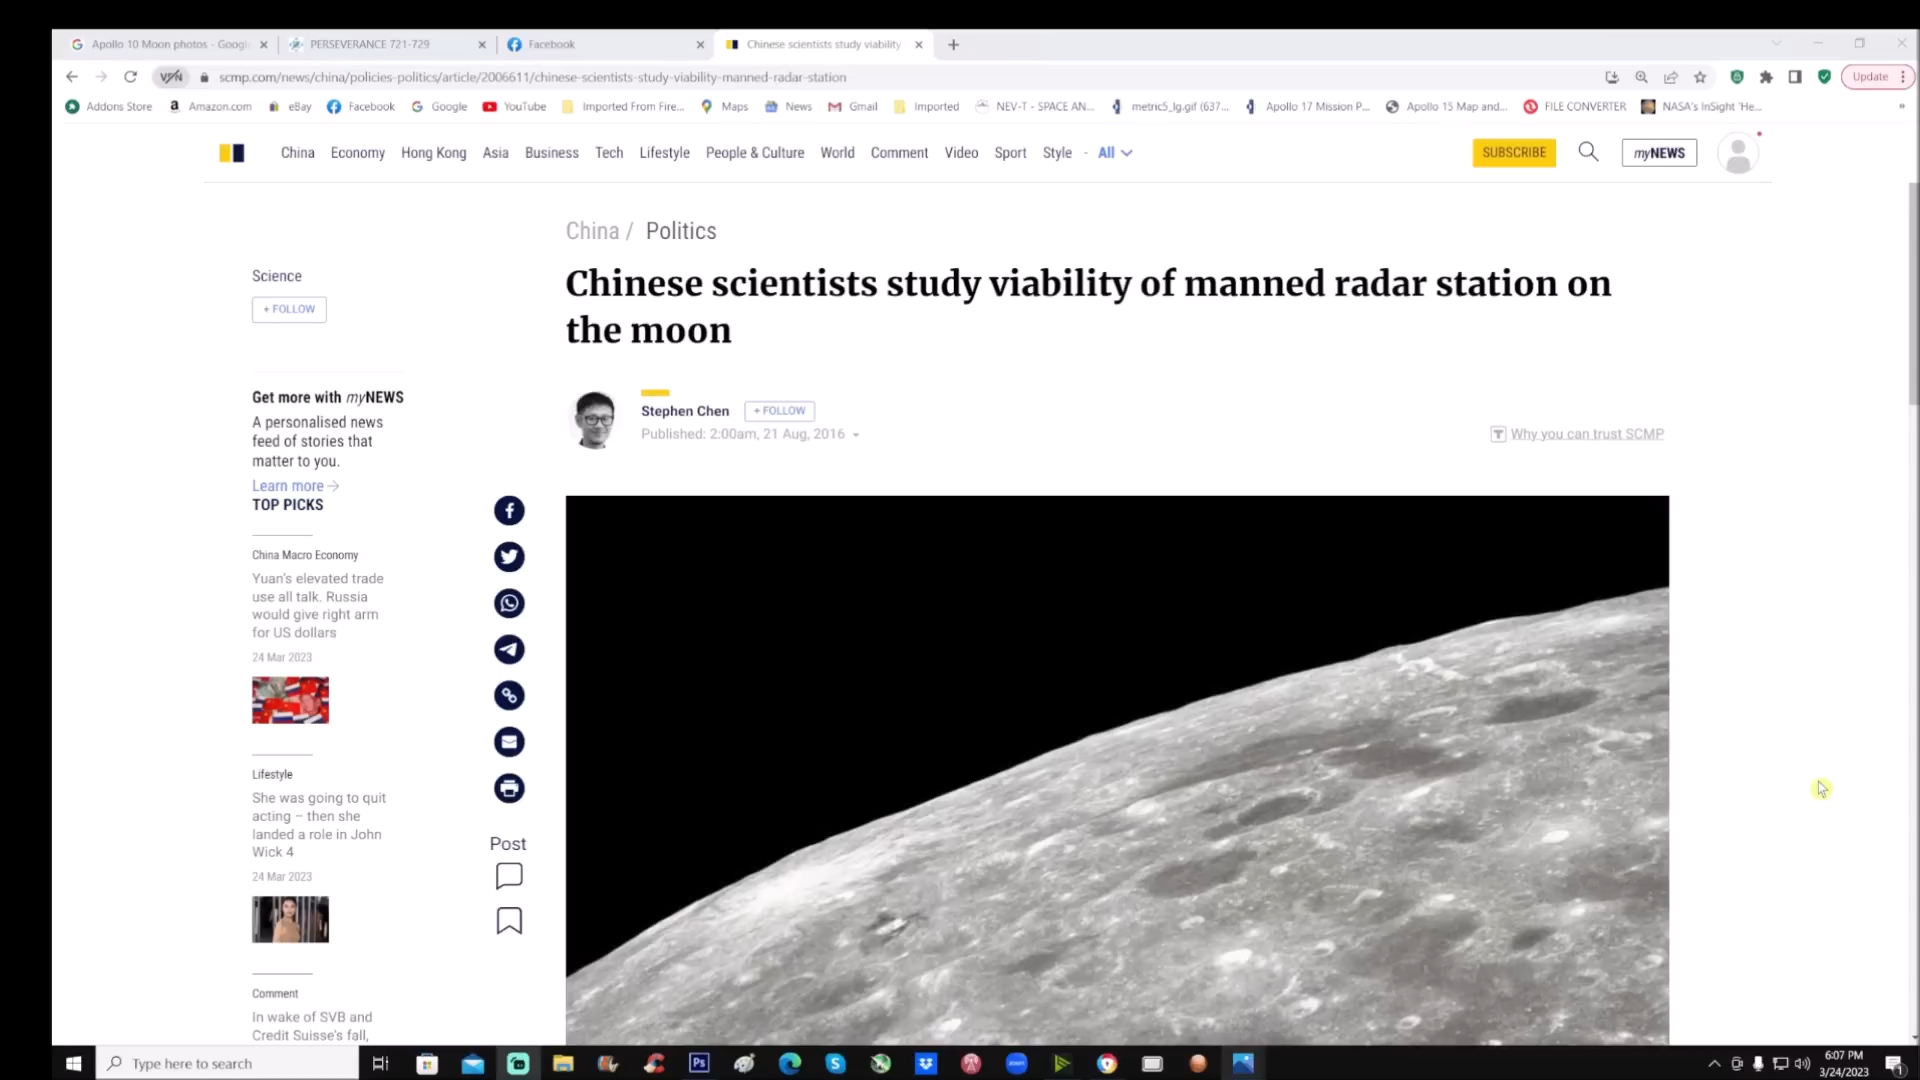 Apollo 10 Moon photos - Googl
PERSEVERANCE 721-729
Facebook
Chinese scientists study viability
VPN
scmp.com/news/china/policies-politics/article/2006611/chinese-scientists-study-viability-manned-radar-station
Update
Addons Store
Amazon.com
eBay
Facebook
Google
YouTube
Imported From Fire...
Maps
News
Gmail
Imported
NEV-T - SPACE AN...
metric5_lg.gif (637...
Apollo 17 Mission P...
Apollo 15 Map and...
FILE CONVERTER
NASA's InSight 'He...
China Economy Hong Kong Asia Business Tech Lifestyle People & Culture World Comment Video Sport Style - All
SUBSCRIBE
myNEWS
China / Politics
Chinese scientists study viability of manned radar station on
the moon
Science
+ FOLLOW
Stephen Chen
+ FOLLOW
Published: 2:00am, 21 Aug, 2016
Why you can trust SCMP
Get more with myNEWS
A personalised news
feed of stories that
matter to you.
Learn more
TOP PICKS
China Macro Economy
Yuan's elevated trade
use all talk. Russia
would give right arm
for US dollars
24 Mar 2023
Lifestyle
She was going to quit
acting – then she
landed a role in John
Wick 4
24 Mar 2023
Comment
In wake of SVB and
Credit Suisse's fall,
Post
Type here to search
Ps
zoom
6:07 PM
3/24/2023
1